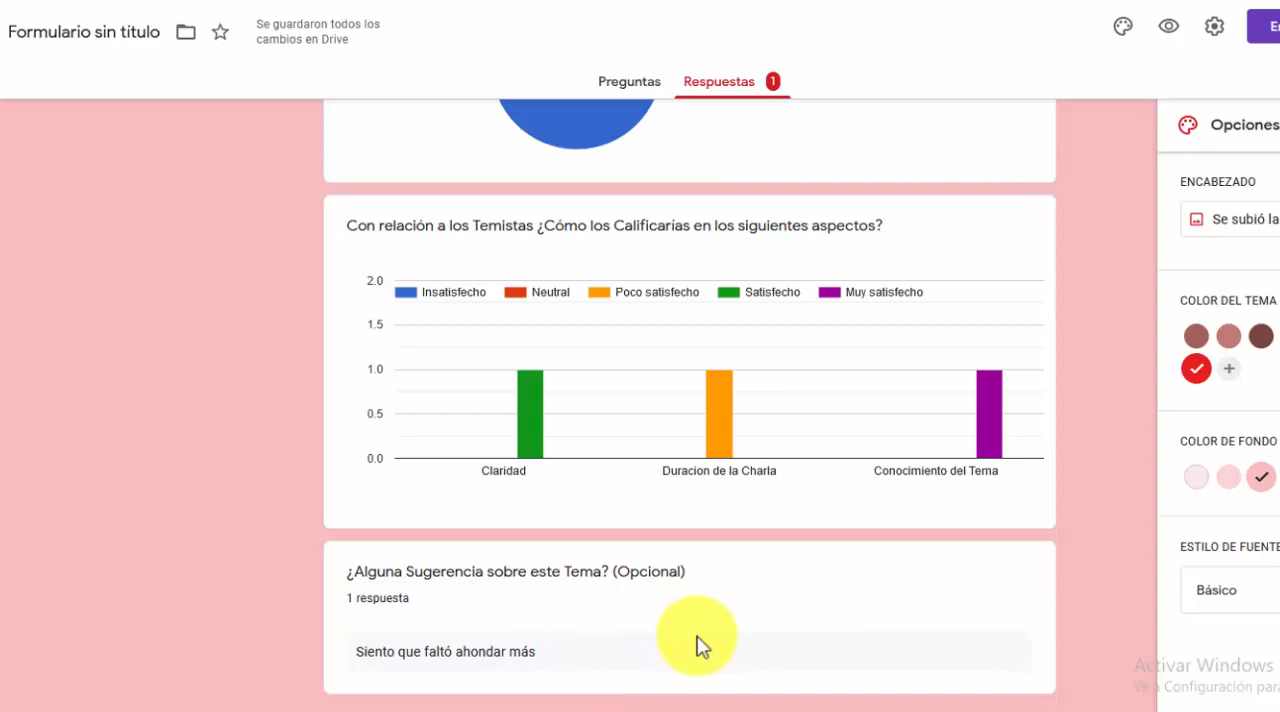 Formulario sin título
Se guardaron todos los
cambios en Drive
Preguntas
Respuestas 1
Opciones
ENCABEZADO
Se subió la
Con relación a los Temistas ¿Cómo los Calificarías en los siguientes aspectos?
2.0
Insatisfecho
Neutral
Poco satisfecho
Satisfecho
Muy satisfecho
1.5
1.0
0.5
0.0
Claridad
Duracion de la Charla
Conocimiento del Tema
COLOR DEL TEMA
COLOR DE FONDO
ESTILO DE FUENTE
Básico
¿Alguna Sugerencia sobre este Tema? (Opcional)
1 respuesta
Siento que faltó ahondar más
Activar Windows
Ve a Configuración para